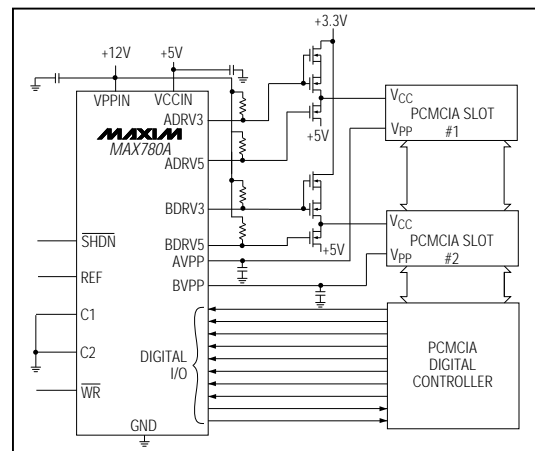 +3.3V
+12V
+5V
VPPIN
VCCIN
ADRV3
MAXIM
MAX780A
ADRV5
+5V
VCC
VPP
PCMCIA SLOT
#1
BDRV3
BDRV5
+5V
VCC
VPP
PCMCIA SLOT
#2
SHDN
AVPP
REF
BVPP
C1
C2
DIGITAL
I/O
PCMCIA
DIGITAL
CONTROLLER
WR
GND